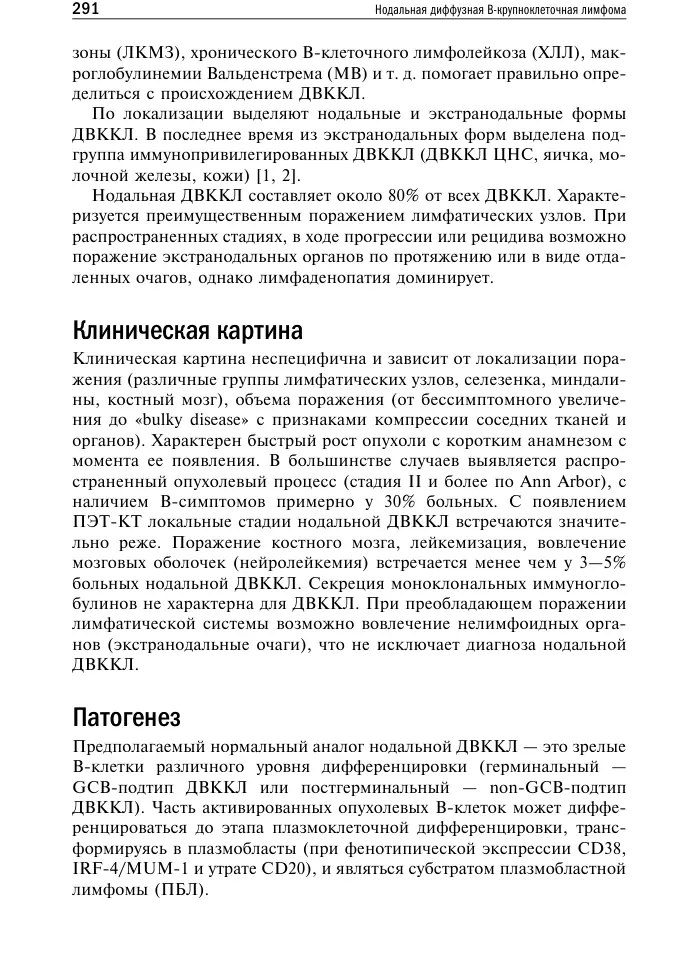 291
Нодальная диффузная В-крупноклеточная лимфома
зоны (ЛКМЗ), хронического В-клеточного лимфолейкоза (ХЛЛ), мак-
роглобулинемии Вальденстрема (МВ) и т. д. помогает правильно опре-
делиться с происхождением ДВККЛ.
По локализации выделяют нодальные и экстранодальные формы
ДВККЛ. В последнее время из экстранодальных форм выделена под-
группа иммунопривилегированных ДВККЛ (ДВККЛ ЦНС, яичка, мо-
лочной железы, кожи) [1, 2].
Нодальная ДВККЛ составляет около 80% от всех ДВККЛ. Характе-
ризуется преимущественным поражением лимфатических узлов. При
распространенных стадиях, в ходе прогрессии или рецидива возможно
поражение экстранодальных органов по протяжению или в виде отда-
ленных очагов, однако лимфаденопатия доминирует.
Клиническая картина
Клиническая картина неспецифична и зависит от локализации пора-
жения (различные группы лимфатических узлов, селезенка, миндали-
ны, костный мозг), объема поражения (от бессимптомного увеличе-
ния до «bulky disease» с признаками компрессии соседних тканей и
органов). Характерен быстрый рост опухоли с коротким анамнезом с
момента ее появления. В большинстве случаев выявляется распро-
страненный опухолевый процесс (стадия II и более по Ann Arbor), с
наличием В-симптомов примерно у 30% больных. С появлением
ПЭТ-КТ локальные стадии нодальной ДВККЛ встречаются значите-
льно реже. Поражение костного мозга, лейкемизация, вовлечение
мозговых оболочек (нейролейкемия) встречается менее чем у 3—5%
больных нодальной ДВККЛ. Секреция моноклональных иммуногло-
булинов не характерна для ДВККЛ. При преобладающем поражении
лимфатической системы возможно вовлечение нелимфоидных орга-
нов (экстранодальные очаги), что не исключает диагноза нодальной
ДВККЛ.
Патогенез
Предполагаемый нормальный аналог нодальной ДВККЛ — это зрелые
В-клетки различного уровня дифференцировки (герминальный —
GCB-подтип ДВККЛ или постгерминальный — non-GCB-подтип
ДВККЛ). Часть активированных опухолевых В-клеток может диффе-
ренцироваться до этапа плазмоклеточной дифференцировки, транс-
формируясь в плазмобласты (при фенотипической экспрессии CD38,
IRF-4/MUM-1 и утрате CD20), и являться субстратом плазмобластной
лимфомы (ПБЛ).